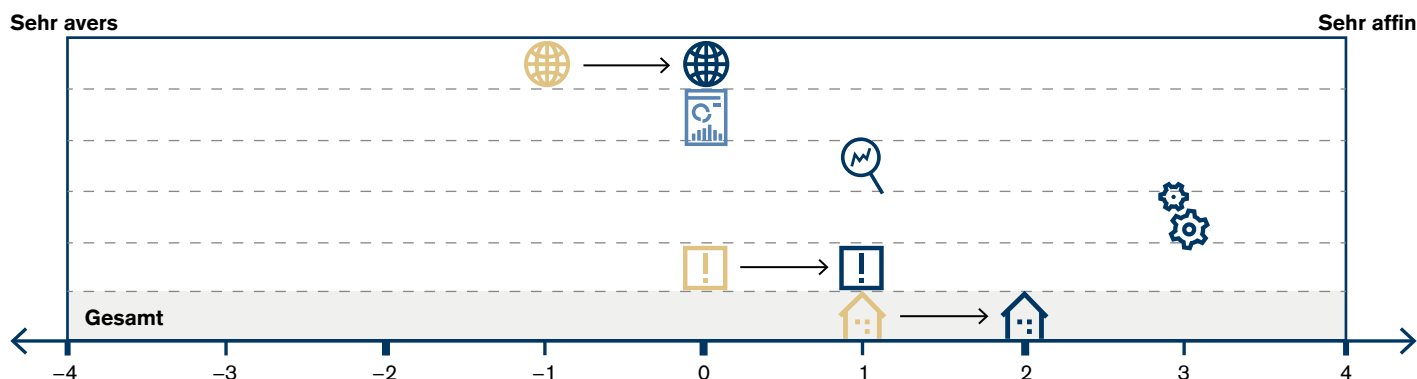 Sehr avers
Sehr affin
!
!
Gesamt
–4 –3 –2 –1 0 1 2 3 4